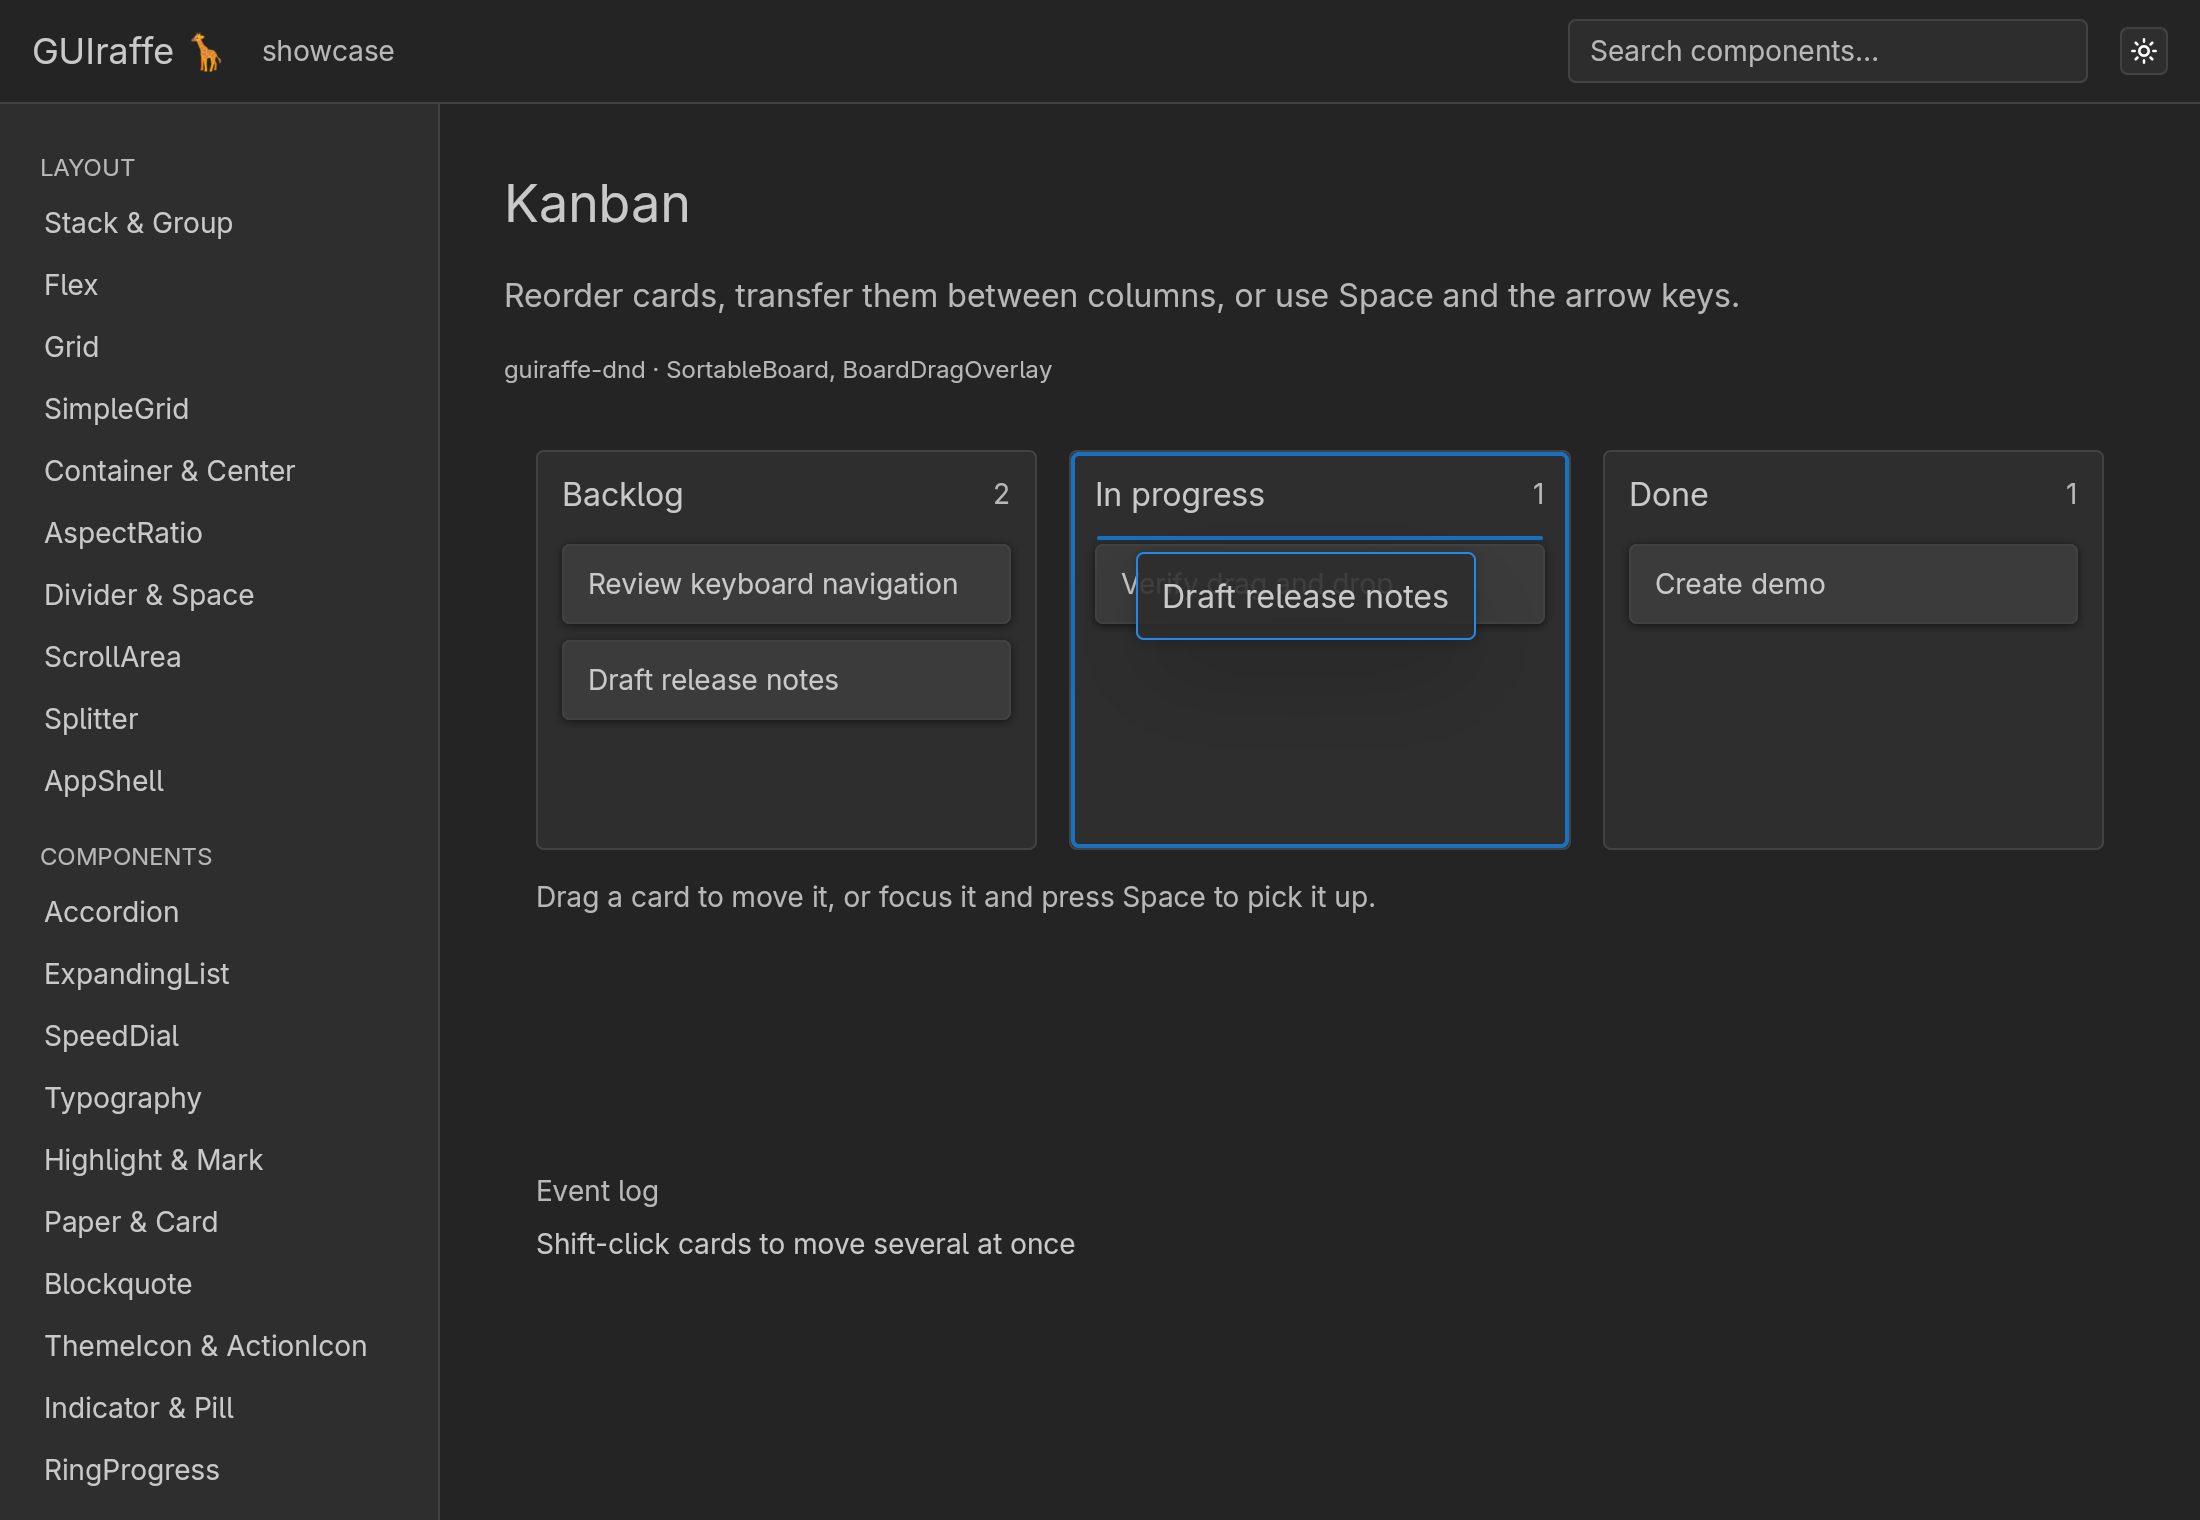 GUIraffe 🦒 showcase
Search components...
LAYOUT
Stack & Group
Flex
Grid
SimpleGrid
Container & Center
AspectRatio
Divider & Space
ScrollArea
Splitter
AppShell
COMPONENTS
Accordion
ExpandingList
SpeedDial
Typography
Highlight & Mark
Paper & Card
Blockquote
ThemeIcon & ActionIcon
Indicator & Pill
RingProgress
Kanban
Reorder cards, transfer them between columns, or use Space and the arrow keys.
guiraffe-dnd · SortableBoard, BoardDragOverlay
Backlog 2
Review keyboard navigation
Draft release notes
In progress 1
Verify drag and drop
Draft release notes
Done 1
Create demo
Drag a card to move it, or focus it and press Space to pick it up.
Event log
Shift-click cards to move several at once